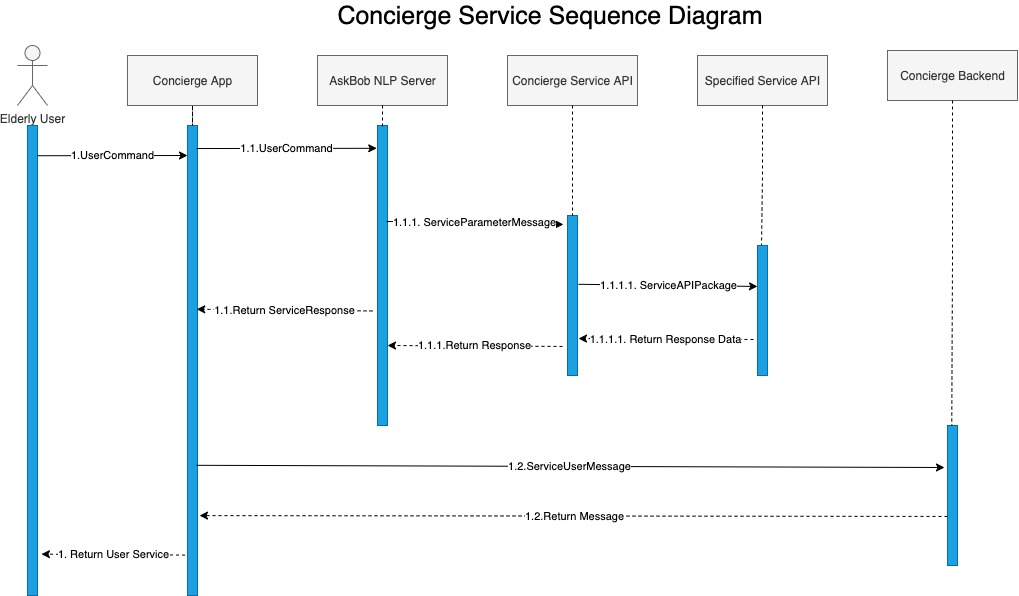 Concierge Service Sequence Diagram
Elderly User
Concierge App
AskBob NLP Server
Concierge Service API
Specified Service API
Concierge Backend
1.UserCommand
1.1.UserCommand
1.1.1. ServiceParameterMessage
1.1.1.1. ServiceAPIPackage
1.1.Return ServiceResponse
1.1.1.Return Response
1.1.1.1. Return Response Data
1.2.ServiceUserMessage
1.2.Return Message
1. Return User Service